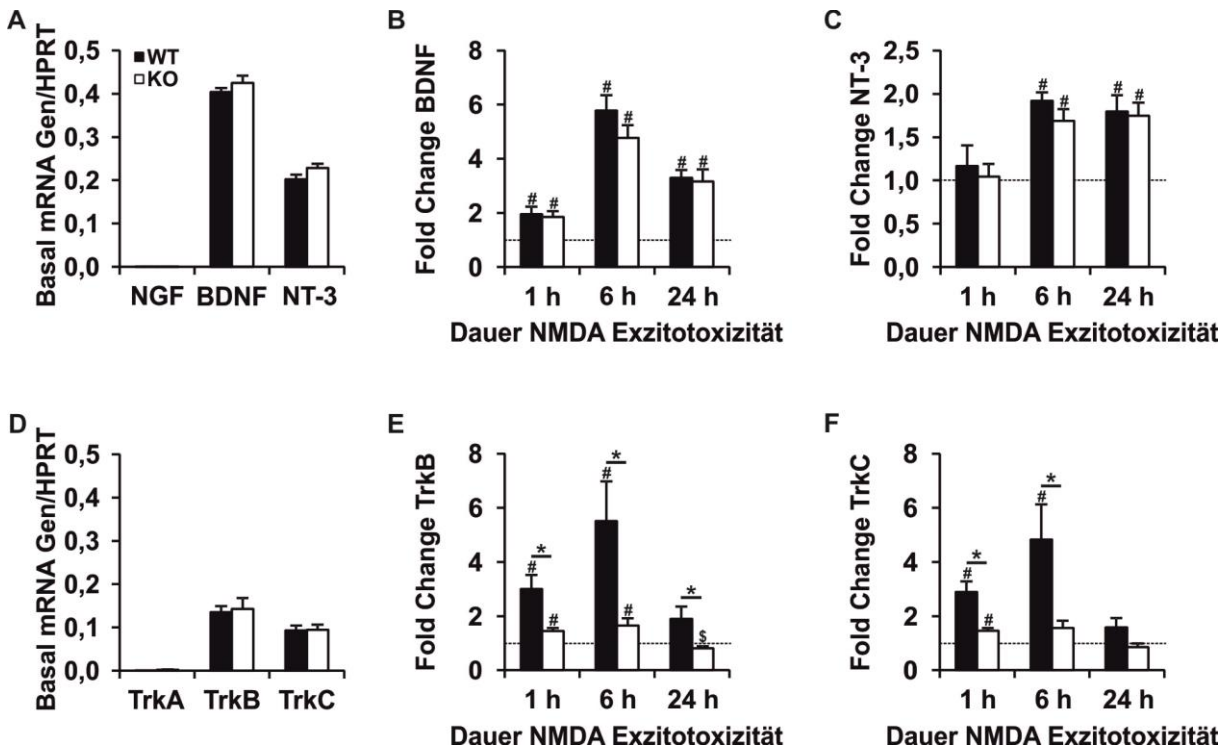 A
Basal mRNA Gen/HPRT
0,5
0,4
0,3
0,2
0,1
0,0
WT
KO
NGF BDNF NT-3
B
Fold Change BDNF
8
6
4
2
0
# # # # # #
1 h 6 h 24 h
Dauer NMDA Exzitotoxizität
C
Fold Change NT-3
2,5
2,0
1,5
1,0
0,5
0,0
# # # #
1 h 6 h 24 h
Dauer NMDA Exzitotoxizität
D
Basal mRNA Gen/HPRT
0,5
0,4
0,3
0,2
0,1
0,0
TrkA TrkB TrkC
E
Fold Change TrkB
8
6
4
2
0
* * *
# # # # $
1 h 6 h 24 h
Dauer NMDA Exzitotoxizität
F
Fold Change TrkC
8
6
4
2
0
* *
# # #
1 h 6 h 24 h
Dauer NMDA Exzitotoxizität